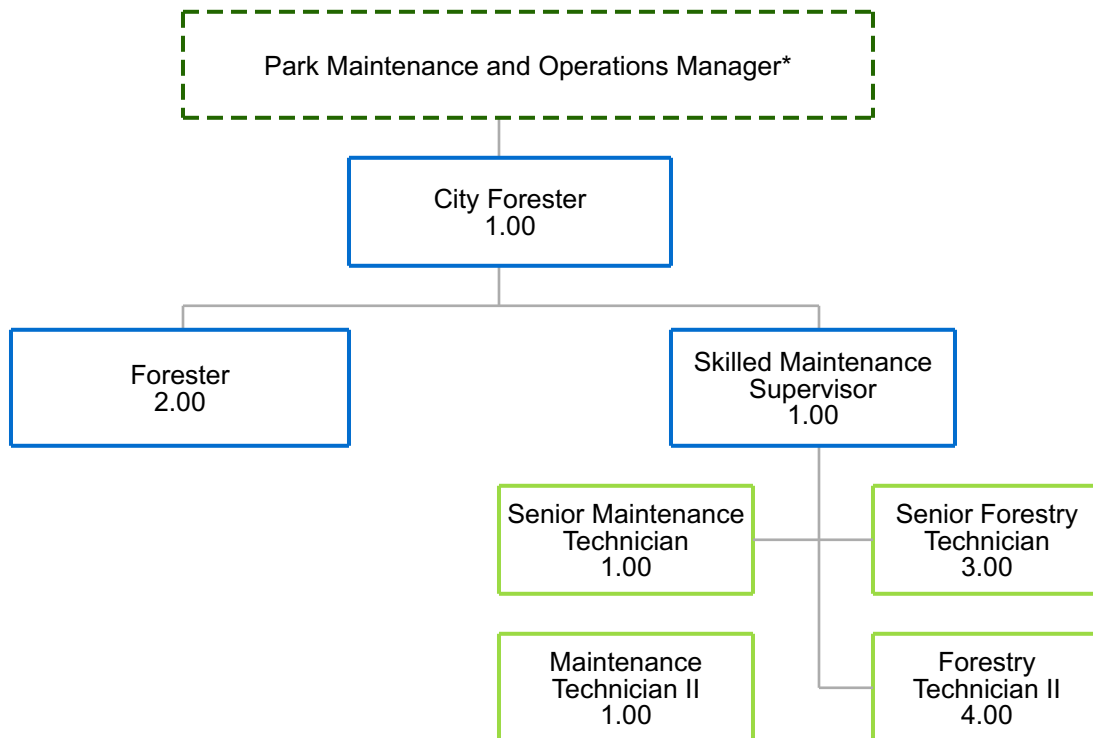 Park Maintenance and Operations Manager*
City Forester
1.00
Forester
2.00
Skilled Maintenance
Supervisor
1.00
Senior Maintenance
Technician
1.00
Senior Forestry
Technician
3.00
Maintenance
Technician II
1.00
Forestry
Technician II
4.00